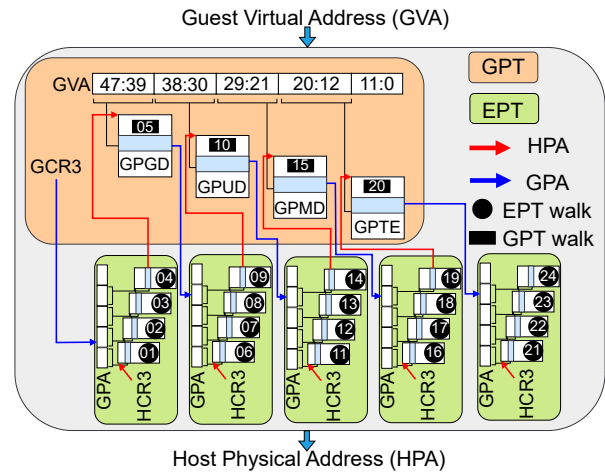 Guest Virtual Address (GVA)
GVA 47:39 38:30 29:21 20:12 11:0
GPT
EPT
HPA
GPA
EPT walk
GPT walk
05
GPGD
10
GPUD
15
GPMD
20
GPTE
GCR3
04
03
02
01
GPA
HCR3
09
08
07
06
GPA
HCR3
14
13
12
11
GPA
HCR3
19
18
17
16
GPA
HCR3
24
23
22
21
GPA
HCR3
Host Physical Address (HPA)